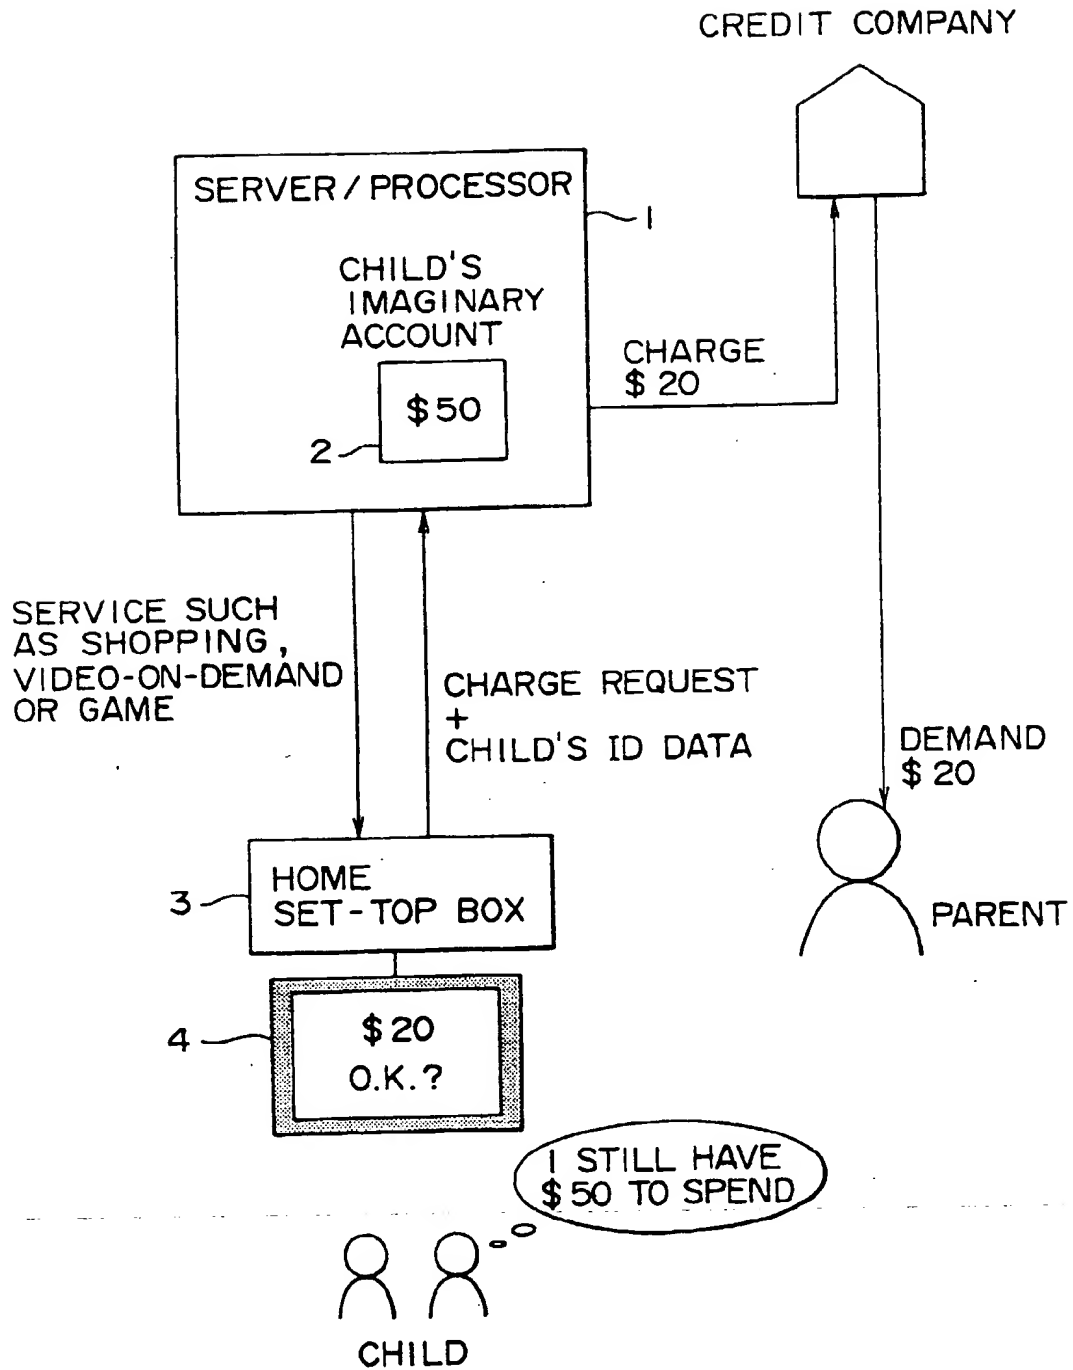 CREDIT COMPANY
SERVER/PROCESSOR
1
CHILD'S
IMAGINARY
ACCOUNT
$50
2
CHARGE
$20
SERVICE SUCH
AS SHOPPING,
VIDEO-ON-DEMAND
OR GAME
CHARGE REQUEST
+
CHILD'S ID DATA
DEMAND
$20
PARENT
HOME
SET-TOP BOX
3
$20
O.K.?
4
I STILL HAVE
$50 TO SPEND
CHILD